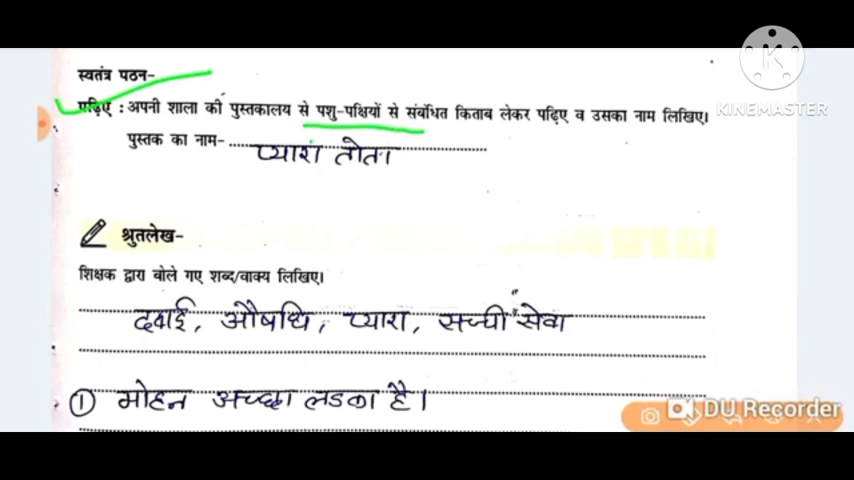 स्वतंत्र पठन-
पढ़िए : अपनी शाला की पुस्तकालय से पशु-पक्षियों से संबंधित किताब लेकर पढ़िए व उसका नाम लिखिए।
KINEMASTER
पुस्तक का नाम- प्यारा तोता
श्रुतलेख-
शिक्षक द्वारा बोले गए शब्द/वाक्य लिखिए।
दवाई, औषधि, प्यारा, सच्ची सेवा
① मोहन अच्छा लडका है।
DU Recorder